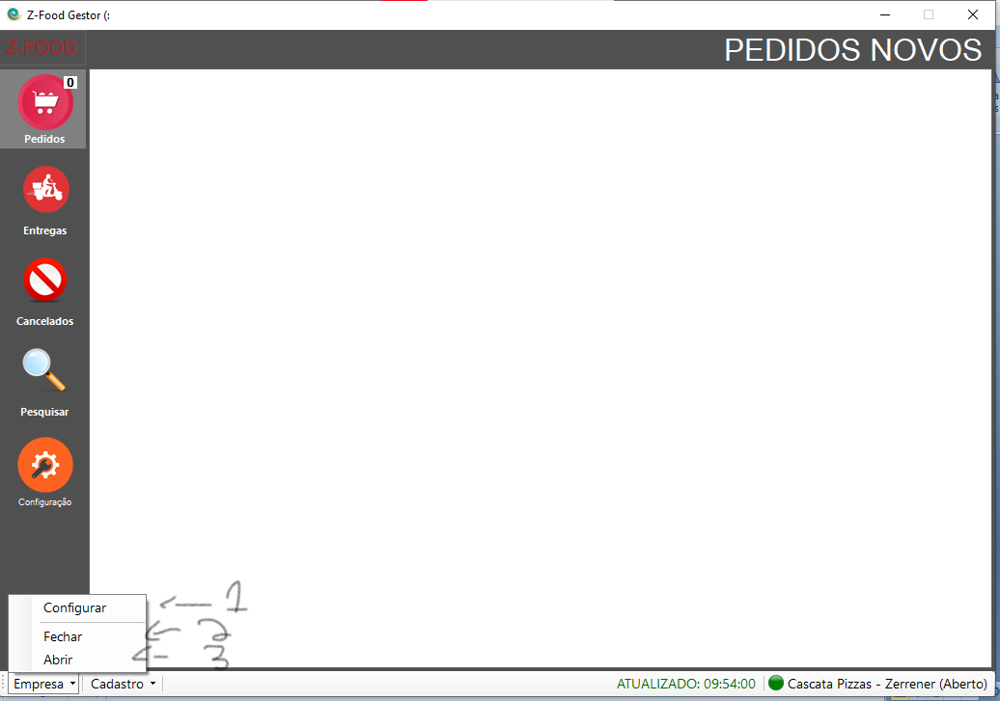 Z-Food Gestor (:
Z-FOOD
PEDIDOS NOVOS
0
Pedidos
Entregas
Cancelados
Pesquisar
Configuração
Configurar
← 1
Fechar
← 2
Abrir
← 3
Empresa
Cadastro
ATUALIZADO: 09:54:00
Cascata Pizzas - Zerrener (Aberto)